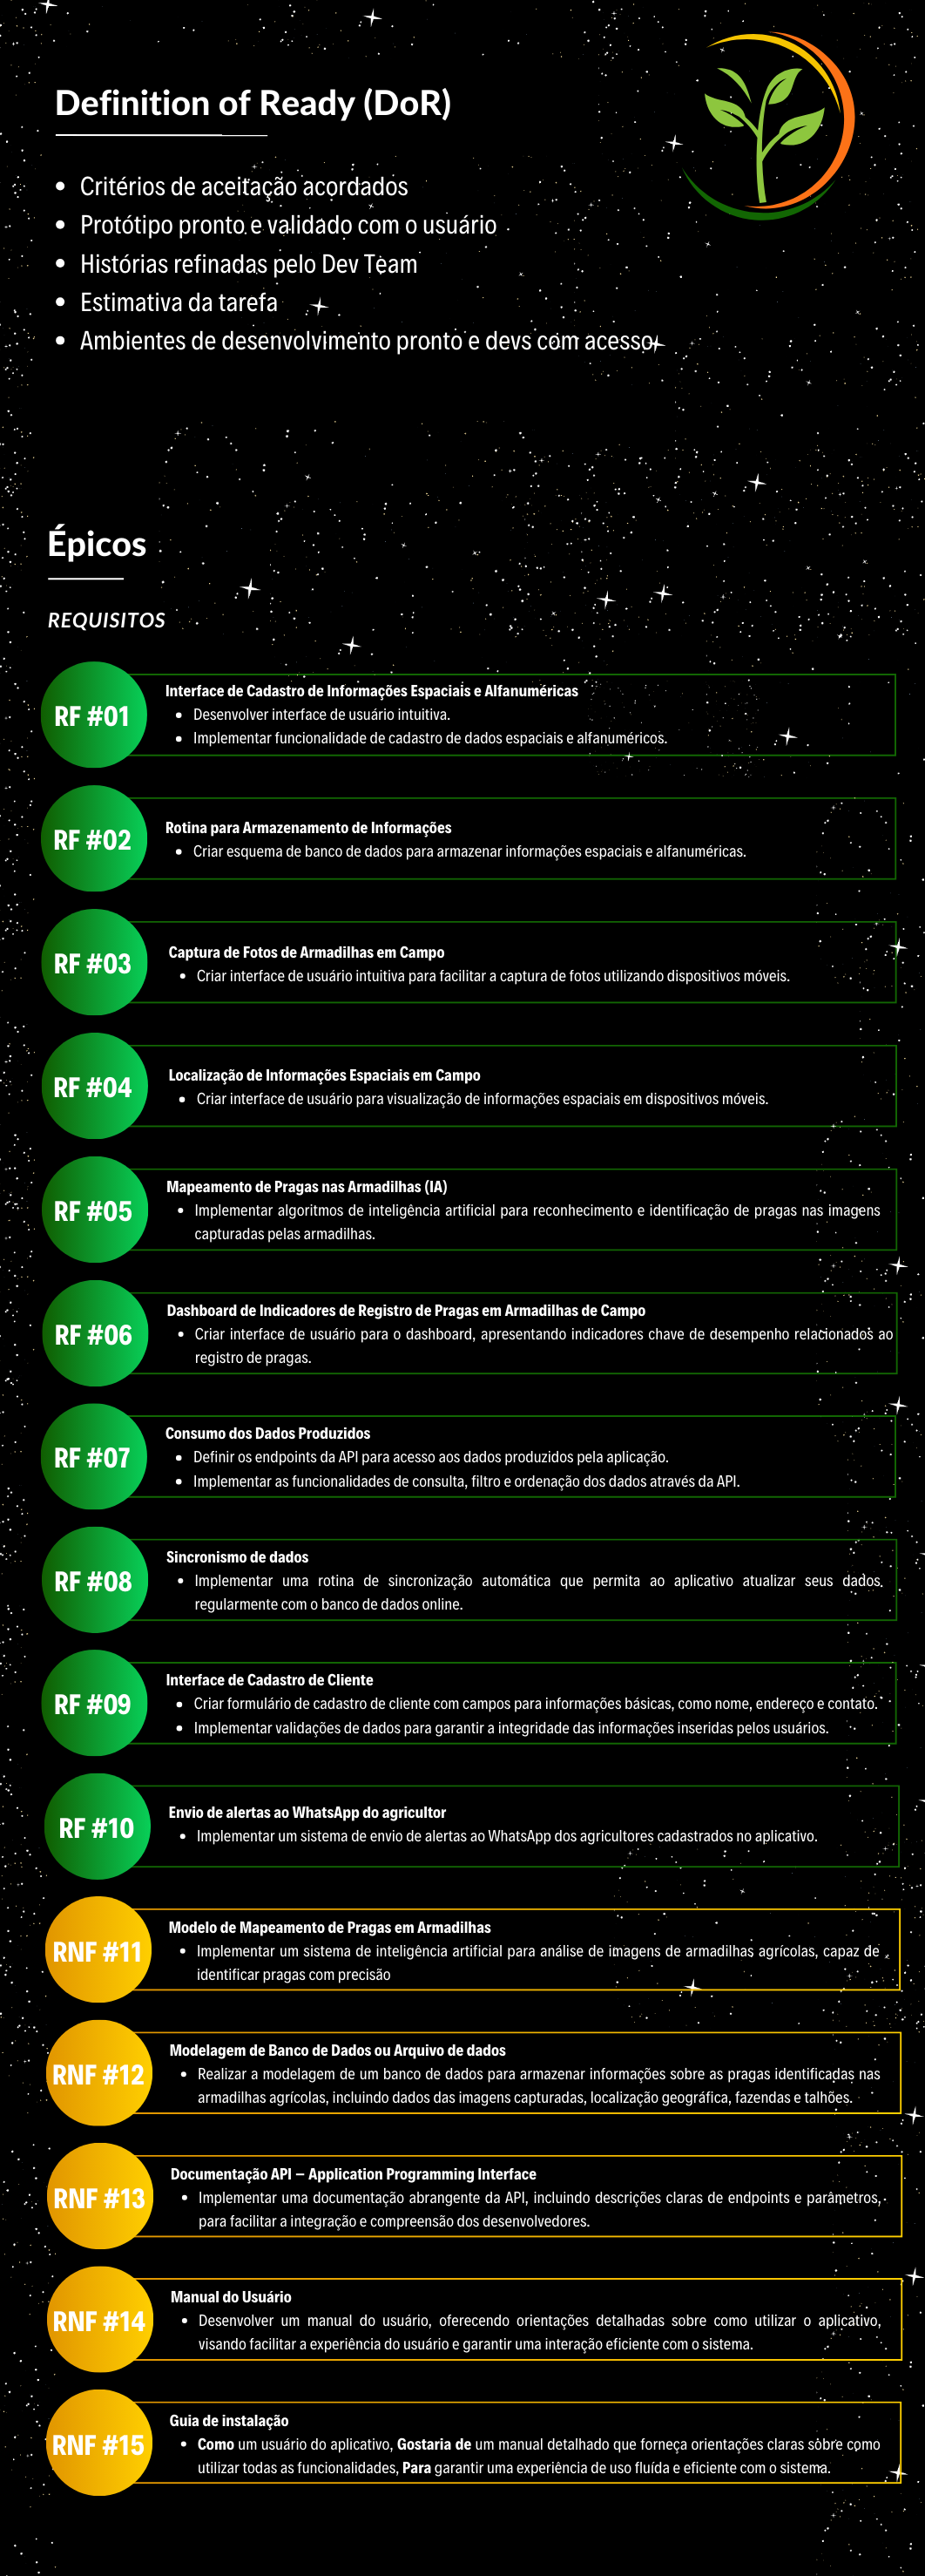 Definition of Ready (DoR)
• Critérios de aceitação acordados
• Protótipo pronto e validado com o usuário
• Histórias refinadas pelo Dev Team
• Estimativa da tarefa
• Ambientes de desenvolvimento pronto e devs com acesso
Épicos
REQUISITOS
RF #01
Interface de Cadastro de Informações Espaciais e Alfanuméricas
• Desenvolver interface de usuário intuitiva.
• Implementar funcionalidade de cadastro de dados espaciais e alfanuméricos.
RF #02
Rotina para Armazenamento de Informações
• Criar esquema de banco de dados para armazenar informações espaciais e alfanuméricas.
RF #03
Captura de Fotos de Armadilhas em Campo
• Criar interface de usuário intuitiva para facilitar a captura de fotos utilizando dispositivos móveis.
RF #04
Localização de Informações Espaciais em Campo
• Criar interface de usuário para visualização de informações espaciais em dispositivos móveis.
RF #05
Mapeamento de Pragas nas Armadilhas (IA)
• Implementar algoritmos de inteligência artificial para reconhecimento e identificação de pragas nas imagens
capturadas pelas armadilhas.
RF #06
Dashboard de Indicadores de Registro de Pragas em Armadilhas de Campo
• Criar interface de usuário para o dashboard, apresentando indicadores chave de desempenho relacionados ao
registro de pragas.
RF #07
Consumo dos Dados Produzidos
• Definir os endpoints da API para acesso aos dados produzidos pela aplicação.
• Implementar as funcionalidades de consulta, filtro e ordenação dos dados através da API.
RF #08
Sincronismo de dados
• Implementar uma rotina de sincronização automática que permita ao aplicativo atualizar seus dados
regularmente com o banco de dados online.
RF #09
Interface de Cadastro de Cliente
• Criar formulário de cadastro de cliente com campos para informações básicas, como nome, endereço e contato.
• Implementar validações de dados para garantir a integridade das informações inseridas pelos usuários.
RF #10
Envio de alertas ao WhatsApp do agricultor
• Implementar um sistema de envio de alertas ao WhatsApp dos agricultores cadastrados no aplicativo.
RNF #11
Modelo de Mapeamento de Pragas em Armadilhas
• Implementar um sistema de inteligência artificial para análise de imagens de armadilhas agrícolas, capaz de
identificar pragas com precisão
RNF #12
Modelagem de Banco de Dados ou Arquivo de dados
• Realizar a modelagem de um banco de dados para armazenar informações sobre as pragas identificadas nas
armadilhas agrícolas, incluindo dados das imagens capturadas, localização geográfica, fazendas e talhões.
RNF #13
Documentação API – Application Programming Interface
• Implementar uma documentação abrangente da API, incluindo descrições claras de endpoints e parâmetros,
para facilitar a integração e compreensão dos desenvolvedores.
RNF #14
Manual do Usuário
• Desenvolver um manual do usuário, oferecendo orientações detalhadas sobre como utilizar o aplicativo,
visando facilitar a experiência do usuário e garantir uma interação eficiente com o sistema.
RNF #15
Guia de instalação
• Como um usuário do aplicativo, Gostaria de um manual detalhado que forneça orientações claras sobre como
utilizar todas as funcionalidades, Para garantir uma experiência de uso fluída e eficiente com o sistema.